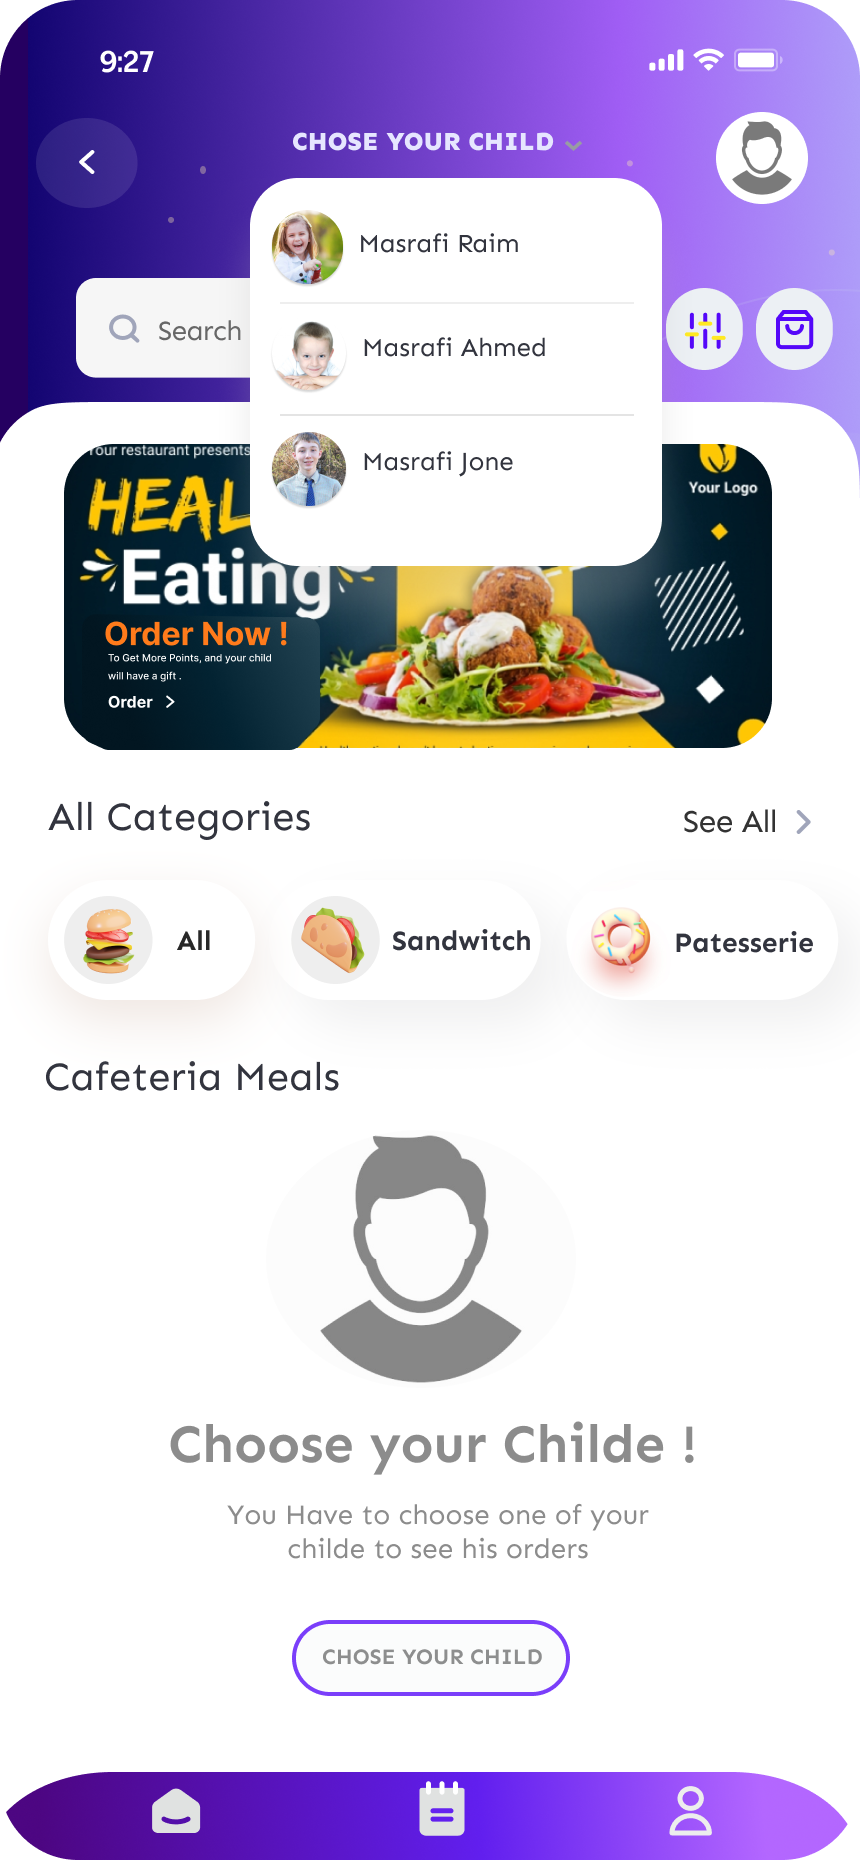 9:27
CHOSE YOUR CHILD
Masrafi Raim
Masrafi Ahmed
Masrafi Jone
Search
Your restaurant presents
HEAL
Eating
Your Logo
Order Now !
To Get More Points, and your child
will have a gift .
Order >
All Categories
See All >
All
Sandwitch
Patesserie
Cafeteria Meals
Choose your Childe !
You Have to choose one of your
childe to see his orders
CHOSE YOUR CHILD